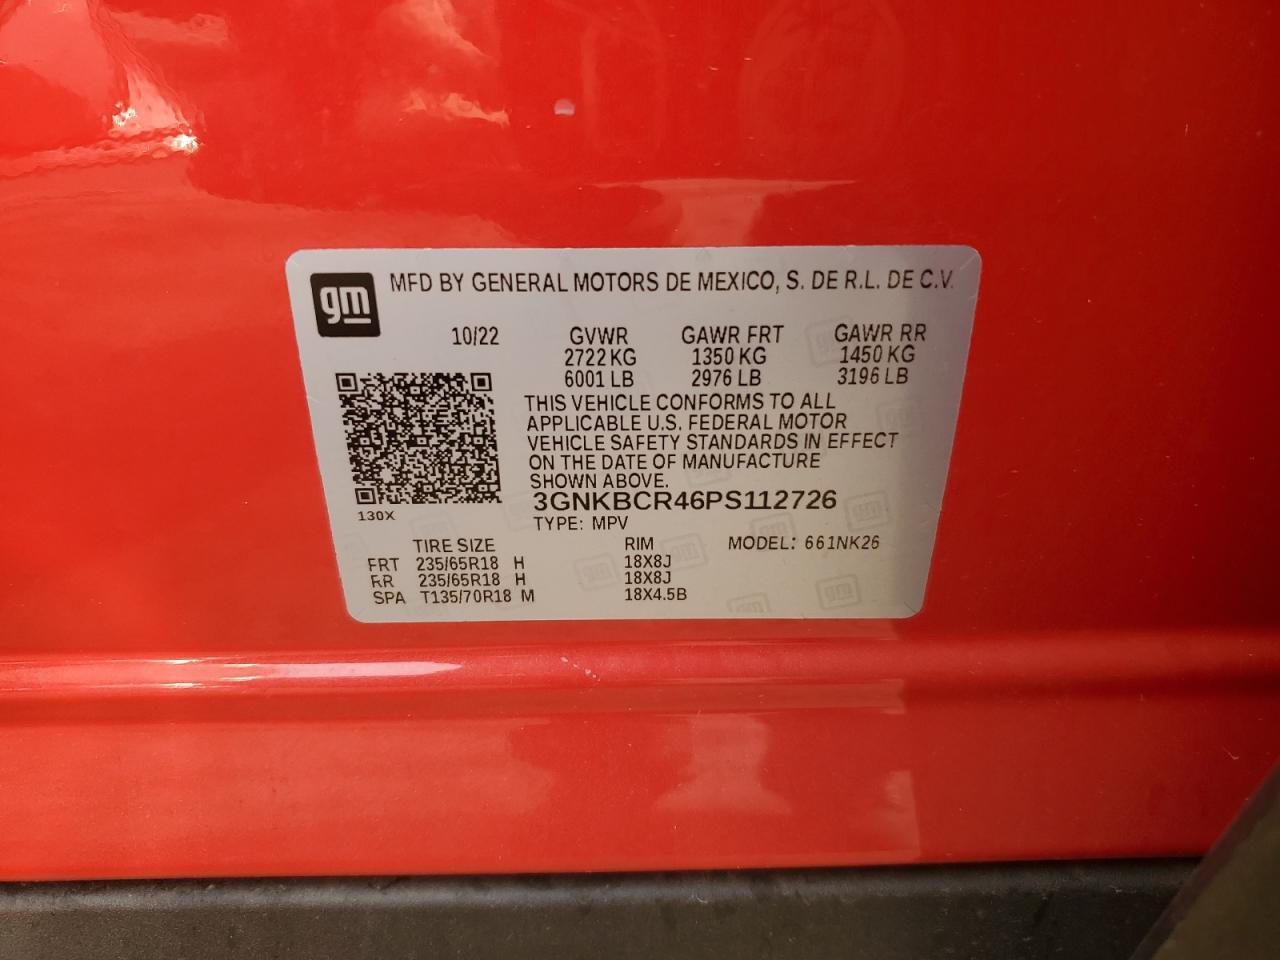 gm MFD BY GENERAL MOTORS DE MEXICO, S. DE R.L. DE C.V.
10/22 GVWR GAWR FRT GAWR RR
2722 KG 1350 KG 1450 KG
6001 LB 2976 LB 3196 LB
THIS VEHICLE CONFORMS TO ALL
APPLICABLE U.S. FEDERAL MOTOR
VEHICLE SAFETY STANDARDS IN EFFECT
ON THE DATE OF MANUFACTURE
SHOWN ABOVE.
3GNKBCR46PS112726
130X
TYPE: MPV
TIRE SIZE RIM MODEL: 661NK26
FRT 235/65R18 H 18X8J
RR 235/65R18 H 18X8J
SPA T135/70R18 M 18X4.5B